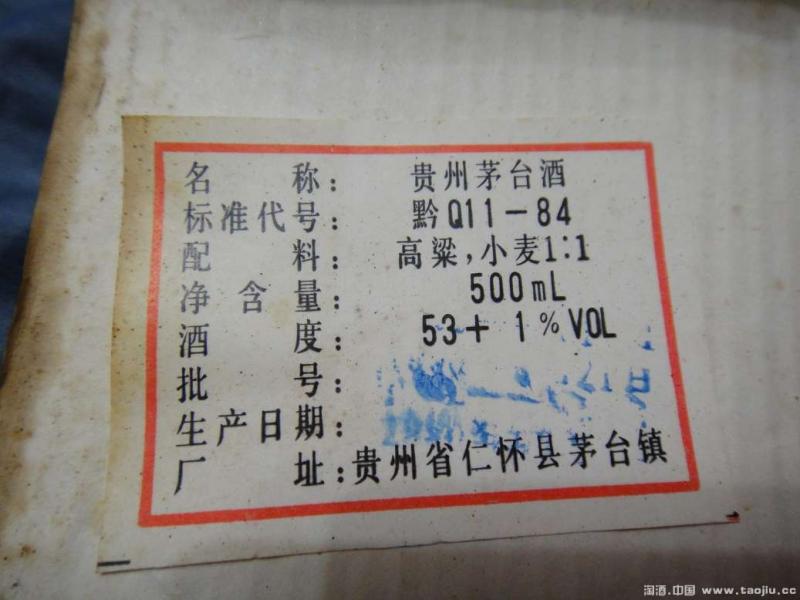 名 称: 贵州茅台酒
标准代号: 黔Q11-84
配 料: 高粱,小麦1:1
净 含 量: 500mL
酒 度: 53+ 1%VOL
批 号:
生产日期:
厂 址: 贵州省仁怀县茅台镇
淘酒.中国 www.taojiu.cc